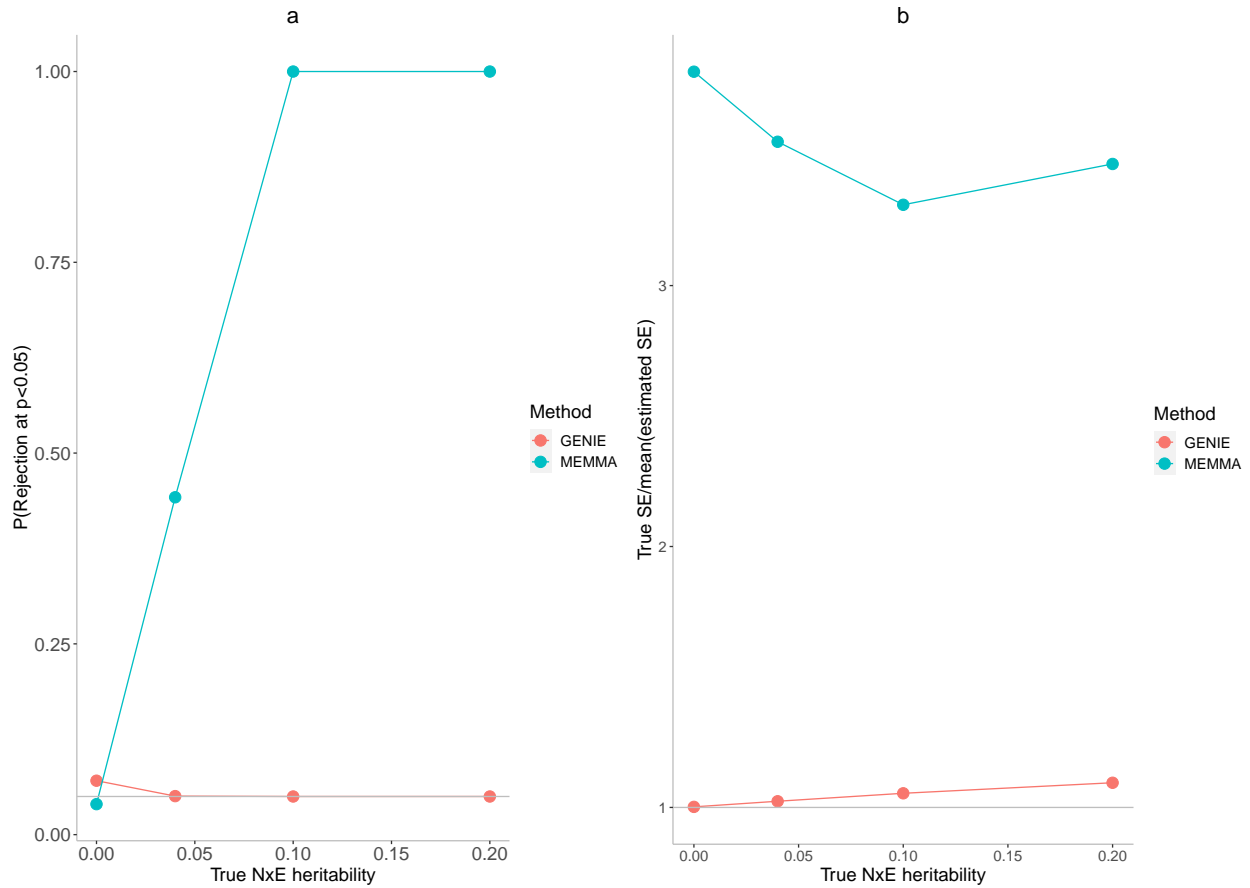 a
P(Rejection at p<0.05)
1.00
0.75
0.50
0.25
0.00
0.00 0.05 0.10 0.15 0.20
True NxE heritability
Method
GENIE
MEMMA
b
True SE/mean(estimated SE)
3
2
1
0.00 0.05 0.10 0.15 0.20
True NxE heritability
Method
GENIE
MEMMA